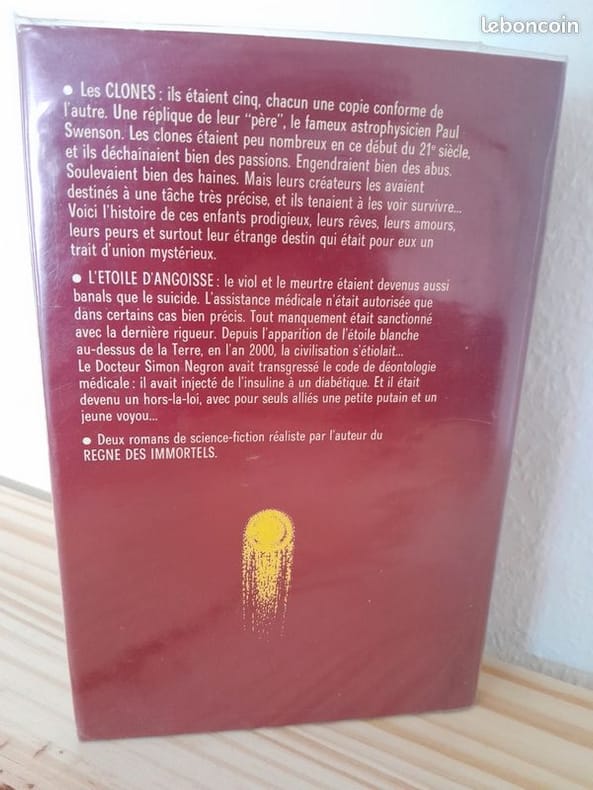 leboncoin
● Les CLONES : ils étaient cinq, chacun une copie conforme de
l'autre. Une réplique de leur "père", le fameux astrophysicien Paul
Swenson. Les clones étaient peu nombreux en ce début du 21e siècle,
et ils déchainaient bien des passions. Engendraient bien des abus.
Soulevaient bien des haines. Mais leurs créateurs les avaient
destinés à une tâche très précise, et ils tenaient à les voir survivre...
Voici l'histoire de ces enfants prodigieux, leurs rêves, leurs amours,
leurs peurs et surtout leur étrange destin qui était pour eux un
trait d'union mystérieux.
● L'ETOILE D'ANGOISSE : le viol et le meurtre étaient devenus aussi
banals que le suicide. L'assistance médicale n'était autorisée que
dans certains cas bien précis. Tout manquement était sanctionné
avec la dernière rigueur. Depuis l'apparition de l'étoile blanche
au-dessus de la Terre, en l'an 2000, la civilisation s'étiolait...
Le Docteur Simon Negron avait transgressé le code de déontologie
médicale : il avait injecté de l'insuline à un diabétique. Et il était
devenu un hors-la-loi, avec pour seuls alliés une petite putain et un
jeune voyou...
● Deux romans de science-fiction réaliste par l'auteur du
REGNE DES IMMORTELS.